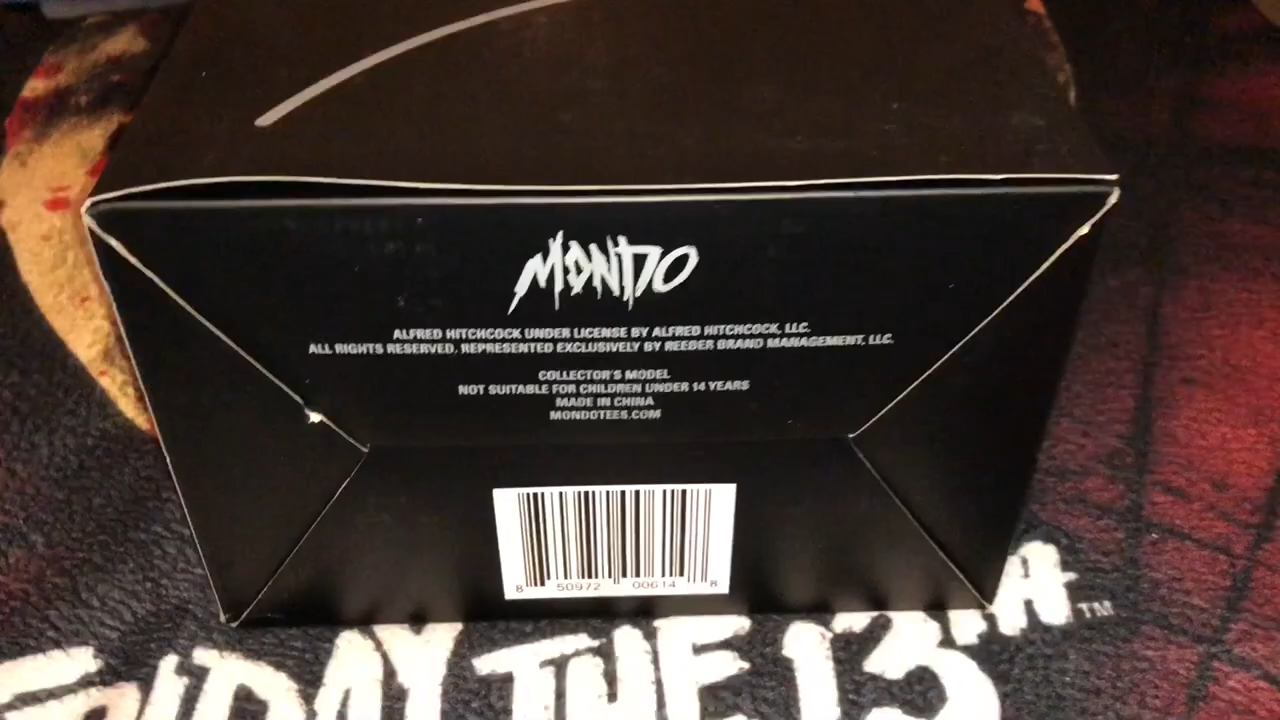 MONDO
ALFRED HITCHCOCK UNDER LICENSE BY ALFRED HITCHCOCK, LLC.
ALL RIGHTS RESERVED. REPRESENTED EXCLUSIVELY BY REEDER BRAND MANAGEMENT, LLC.
COLLECTOR'S MODEL
NOT SUITABLE FOR CHILDREN UNDER 14 YEARS
MADE IN CHINA
MONDOTEES.COM
8 50972 00614 8
FRIDAY THE 13TH™